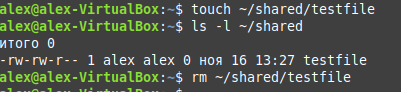 alex@alex-VirtualBox:~$ touch ~/shared/testfile
alex@alex-VirtualBox:~$ ls -l ~/shared
итого 0
-rw-rw-r-- 1 alex alex 0 ноя 16 13:27 testfile
alex@alex-VirtualBox:~$ rm ~/shared/testfile